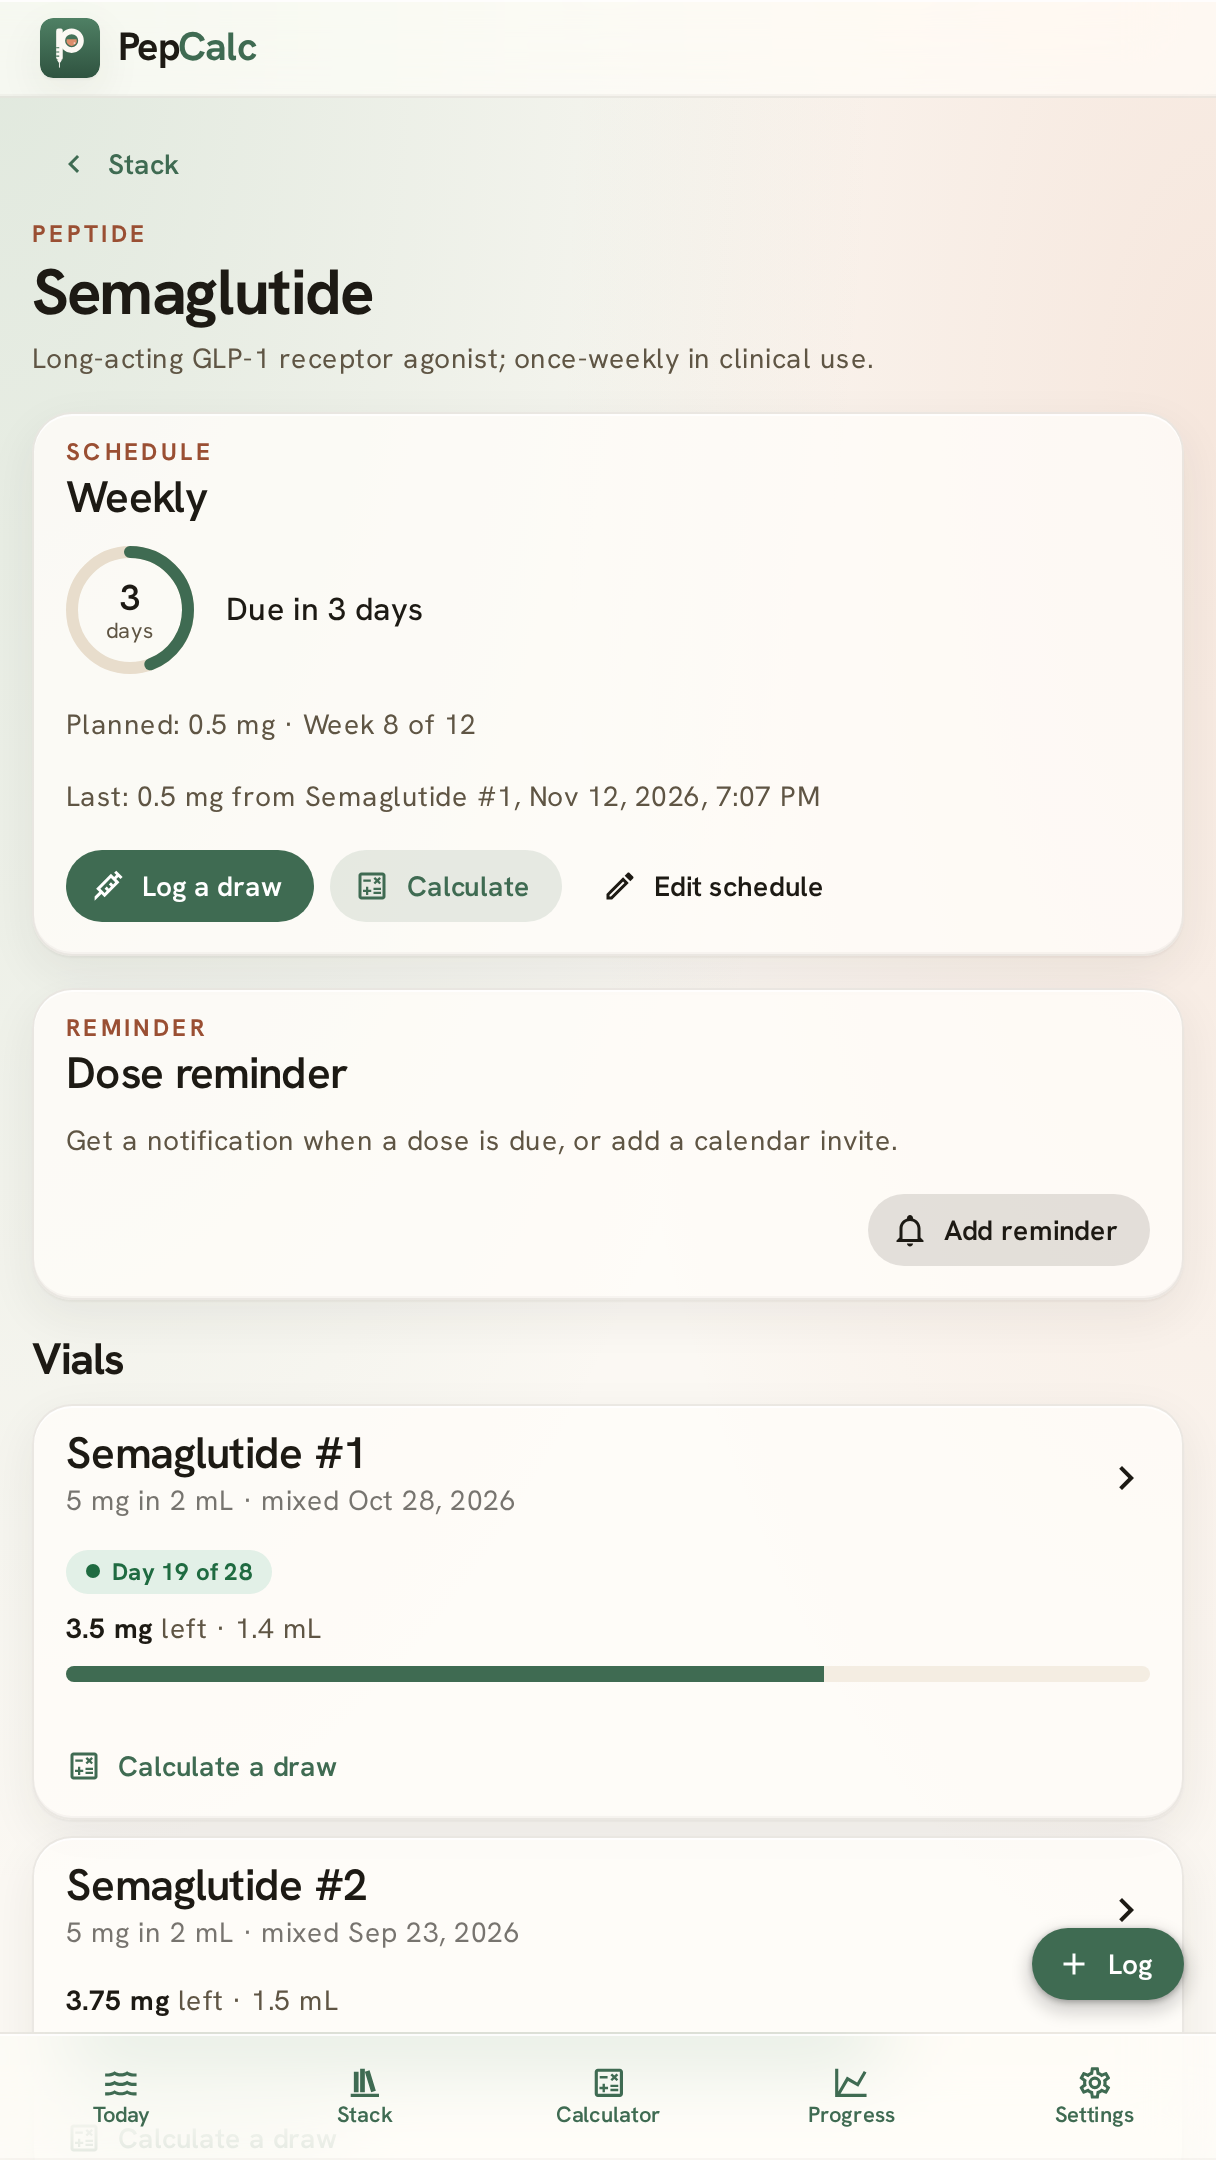 PepCalc
Stack
PEPTIDE
Semaglutide
Long-acting GLP-1 receptor agonist; once-weekly in clinical use.
SCHEDULE
Weekly
3
days
Due in 3 days
Planned: 0.5 mg · Week 8 of 12
Last: 0.5 mg from Semaglutide #1, Nov 12, 2026, 7:07 PM
Log a draw
Calculate
Edit schedule
REMINDER
Dose reminder
Get a notification when a dose is due, or add a calendar invite.
Add reminder
Vials
Semaglutide #1
5 mg in 2 mL · mixed Oct 28, 2026
Day 19 of 28
3.5 mg left · 1.4 mL
Calculate a draw
Semaglutide #2
5 mg in 2 mL · mixed Sep 23, 2026
3.75 mg left · 1.5 mL
+ Log
Today
Stack
Calculator
Progress
Settings
Calculate a draw